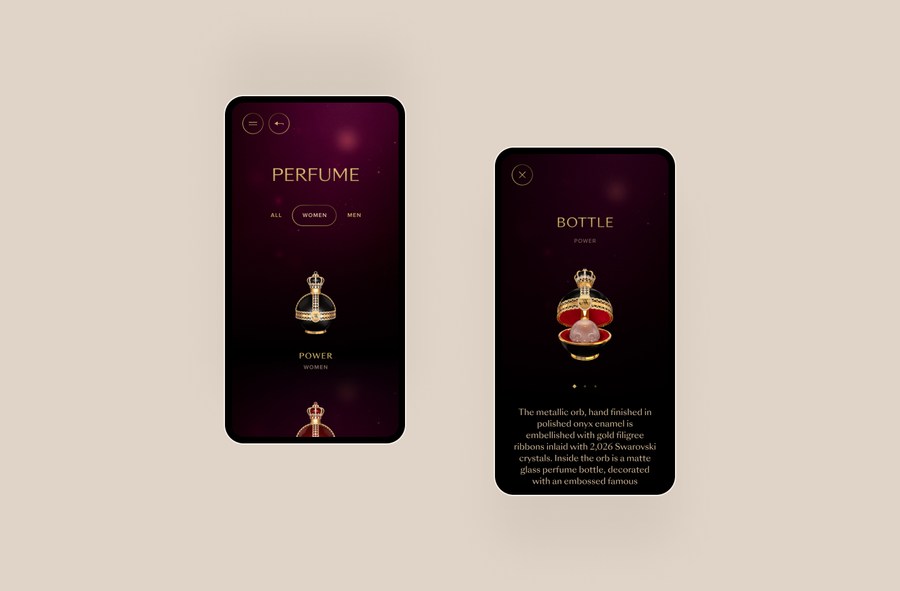 PERFUME
ALL WOMEN MEN
POWER
WOMEN
BOTTLE
POWER
The metallic orb, hand finished in
polished onyx enamel is
embellished with gold filigree
ribbons inlaid with 2,026 Swarovski
crystals. Inside the orb is a matte
glass perfume bottle, decorated
with an embossed famous